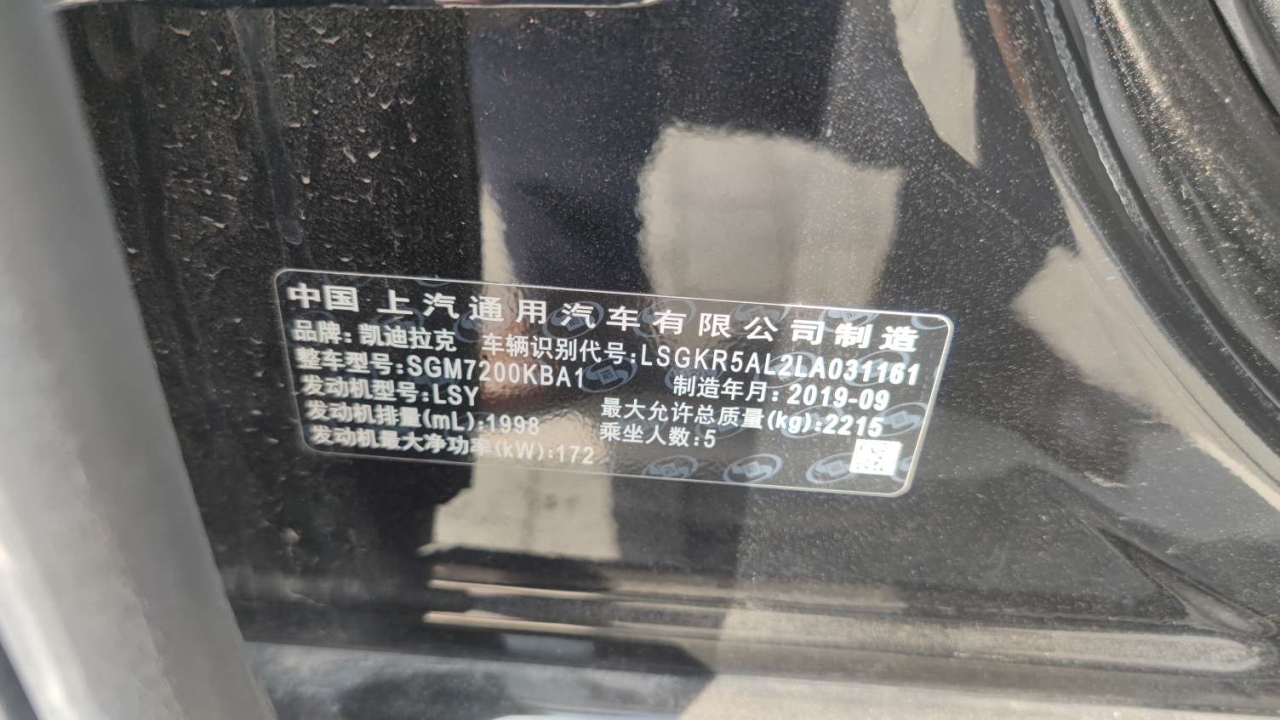 中国 上汽通用汽车有限公司制造
品牌：凯迪拉克 车辆识别代号：LSGKR5AL2LA031161
整车型号：SGM7200KBA1 制造年月：2019-09
发动机型号：LSY 最大允许总质量(kg)：2215
发动机排量(mL)：1998 乘坐人数：5
发动机最大净功率(kW)：172